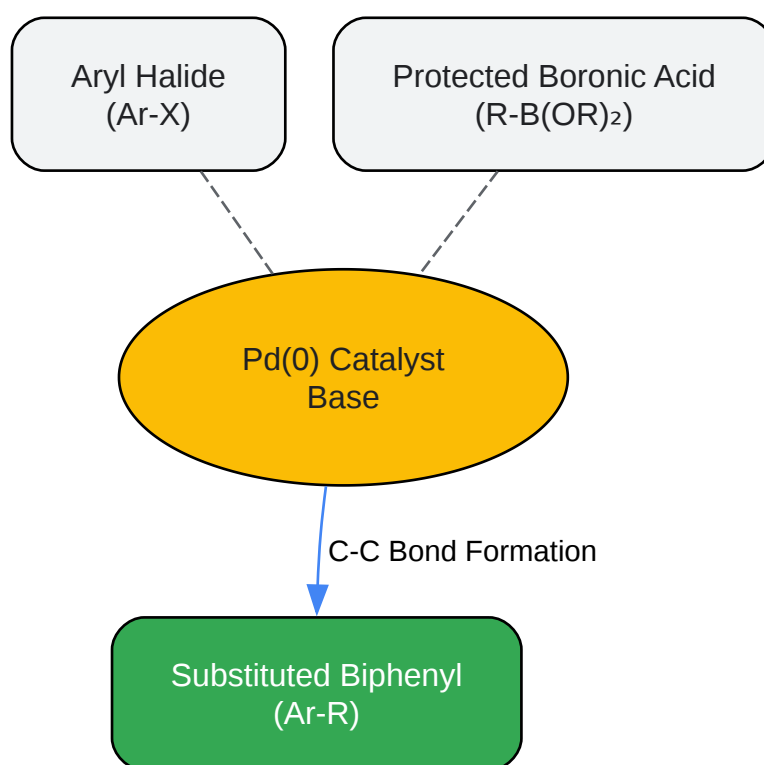 Aryl Halide
(Ar-X)
Protected Boronic Acid
(R-B(OR)₂)
Pd(0) Catalyst
Base
C-C Bond Formation
Substituted Biphenyl
(Ar-R)